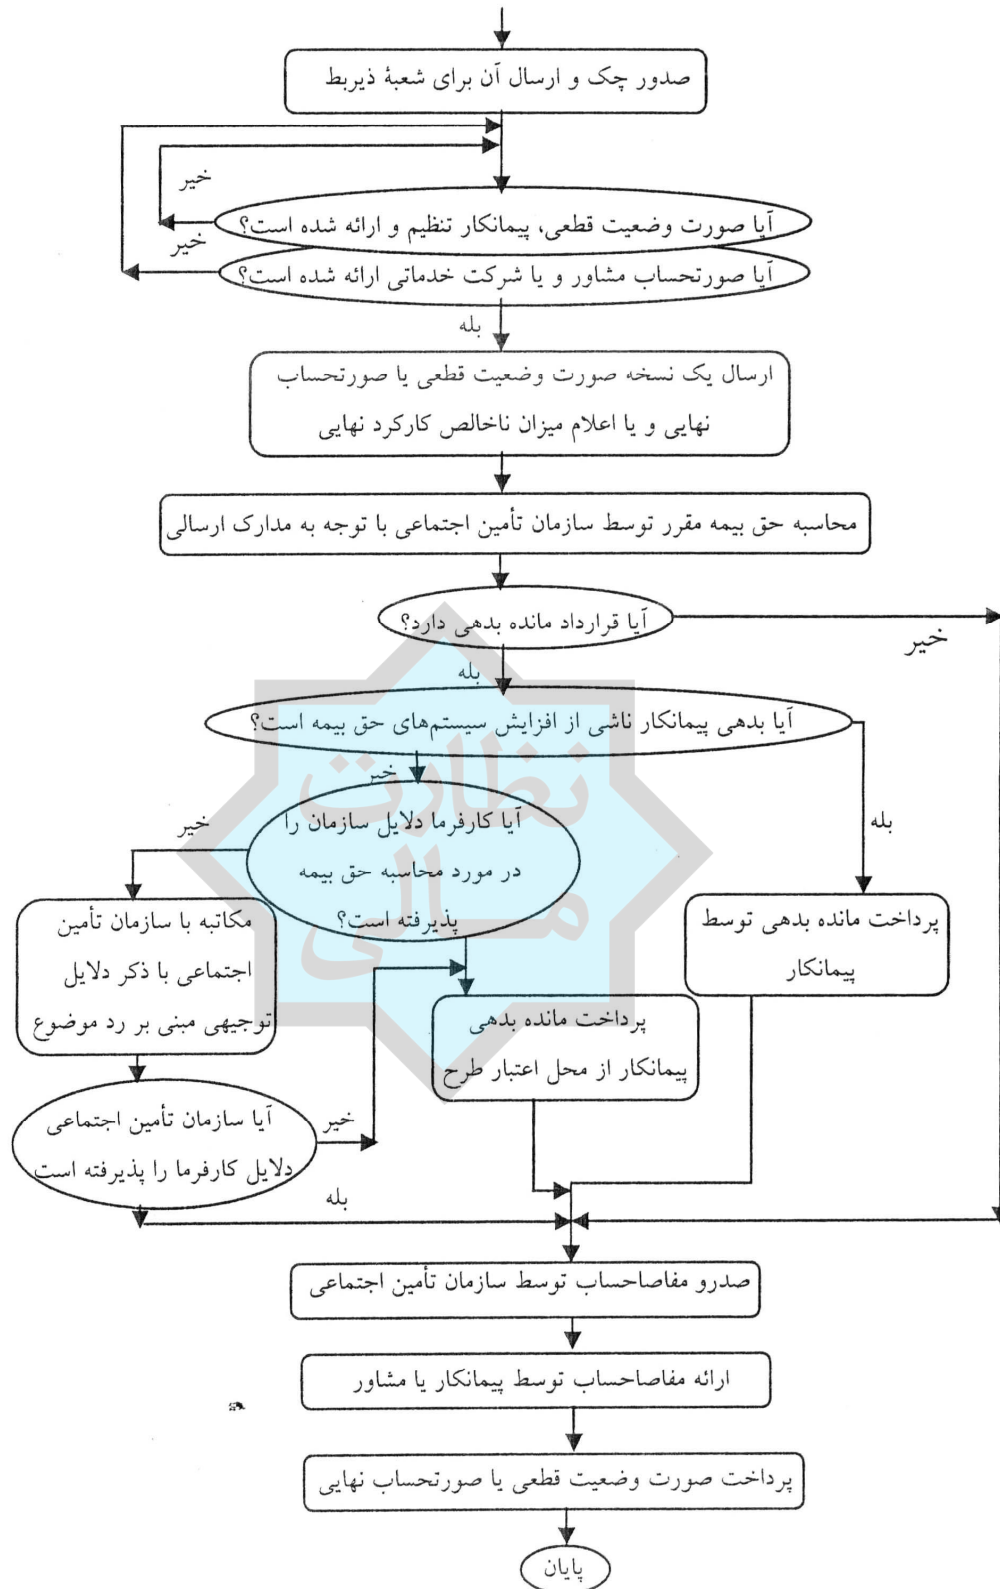 صدور چک و ارسال آن برای شعبهٔ ذیربط
خیر
آیا صورت وضعیت قطعی، پیمانکار تنظیم و ارائه شده است؟
خیر
آیا صورتحساب مشاور و یا شرکت خدماتی ارائه شده است؟
بله
ارسال یک نسخه صورت وضعیت قطعی یا صورتحساب
نهایی و یا اعلام میزان ناخالص کارکرد نهایی
محاسبه حق بیمه مقرر توسط سازمان تأمین اجتماعی با توجه به مدارک ارسالی
آیا قرارداد مانده بدهی دارد؟
خیر
بله
آیا بدهی پیمانکار ناشی از افزایش سیستم‌های حق بیمه است؟
خیر
بله
آیا کارفرما دلایل سازمان را
در مورد محاسبه حق بیمه
پذیرفته است؟
خیر
پرداخت مانده بدهی توسط
پیمانکار
مکاتبه با سازمان تأمین
اجتماعی با ذکر دلایل
توجیهی مبنی بر رد موضوع
پرداخت مانده بدهی
پیمانکار از محل اعتبار طرح
آیا سازمان تأمین اجتماعی
دلایل کارفرما را پذیرفته است
خیر
بله
صدرو مفاصاحساب توسط سازمان تأمین اجتماعی
ارائه مفاصاحساب توسط پیمانکار یا مشاور
پرداخت صورت وضعیت قطعی یا صورتحساب نهایی
پایان
نظارت
مالی